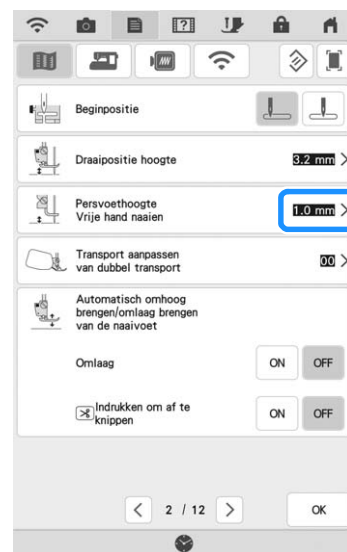 Beginpositie
Draaipositie hoogte
3.2 mm
Persvoethoogte
Vrije hand naaien
1.0 mm
Transport aanpassen
van dubbel transport
00
Automatisch omhoog
brengen/omlaag brengen
van de naaivoet
Omlaag
ON OFF
Indrukken om af te
knippen
ON OFF
2 / 12
OK